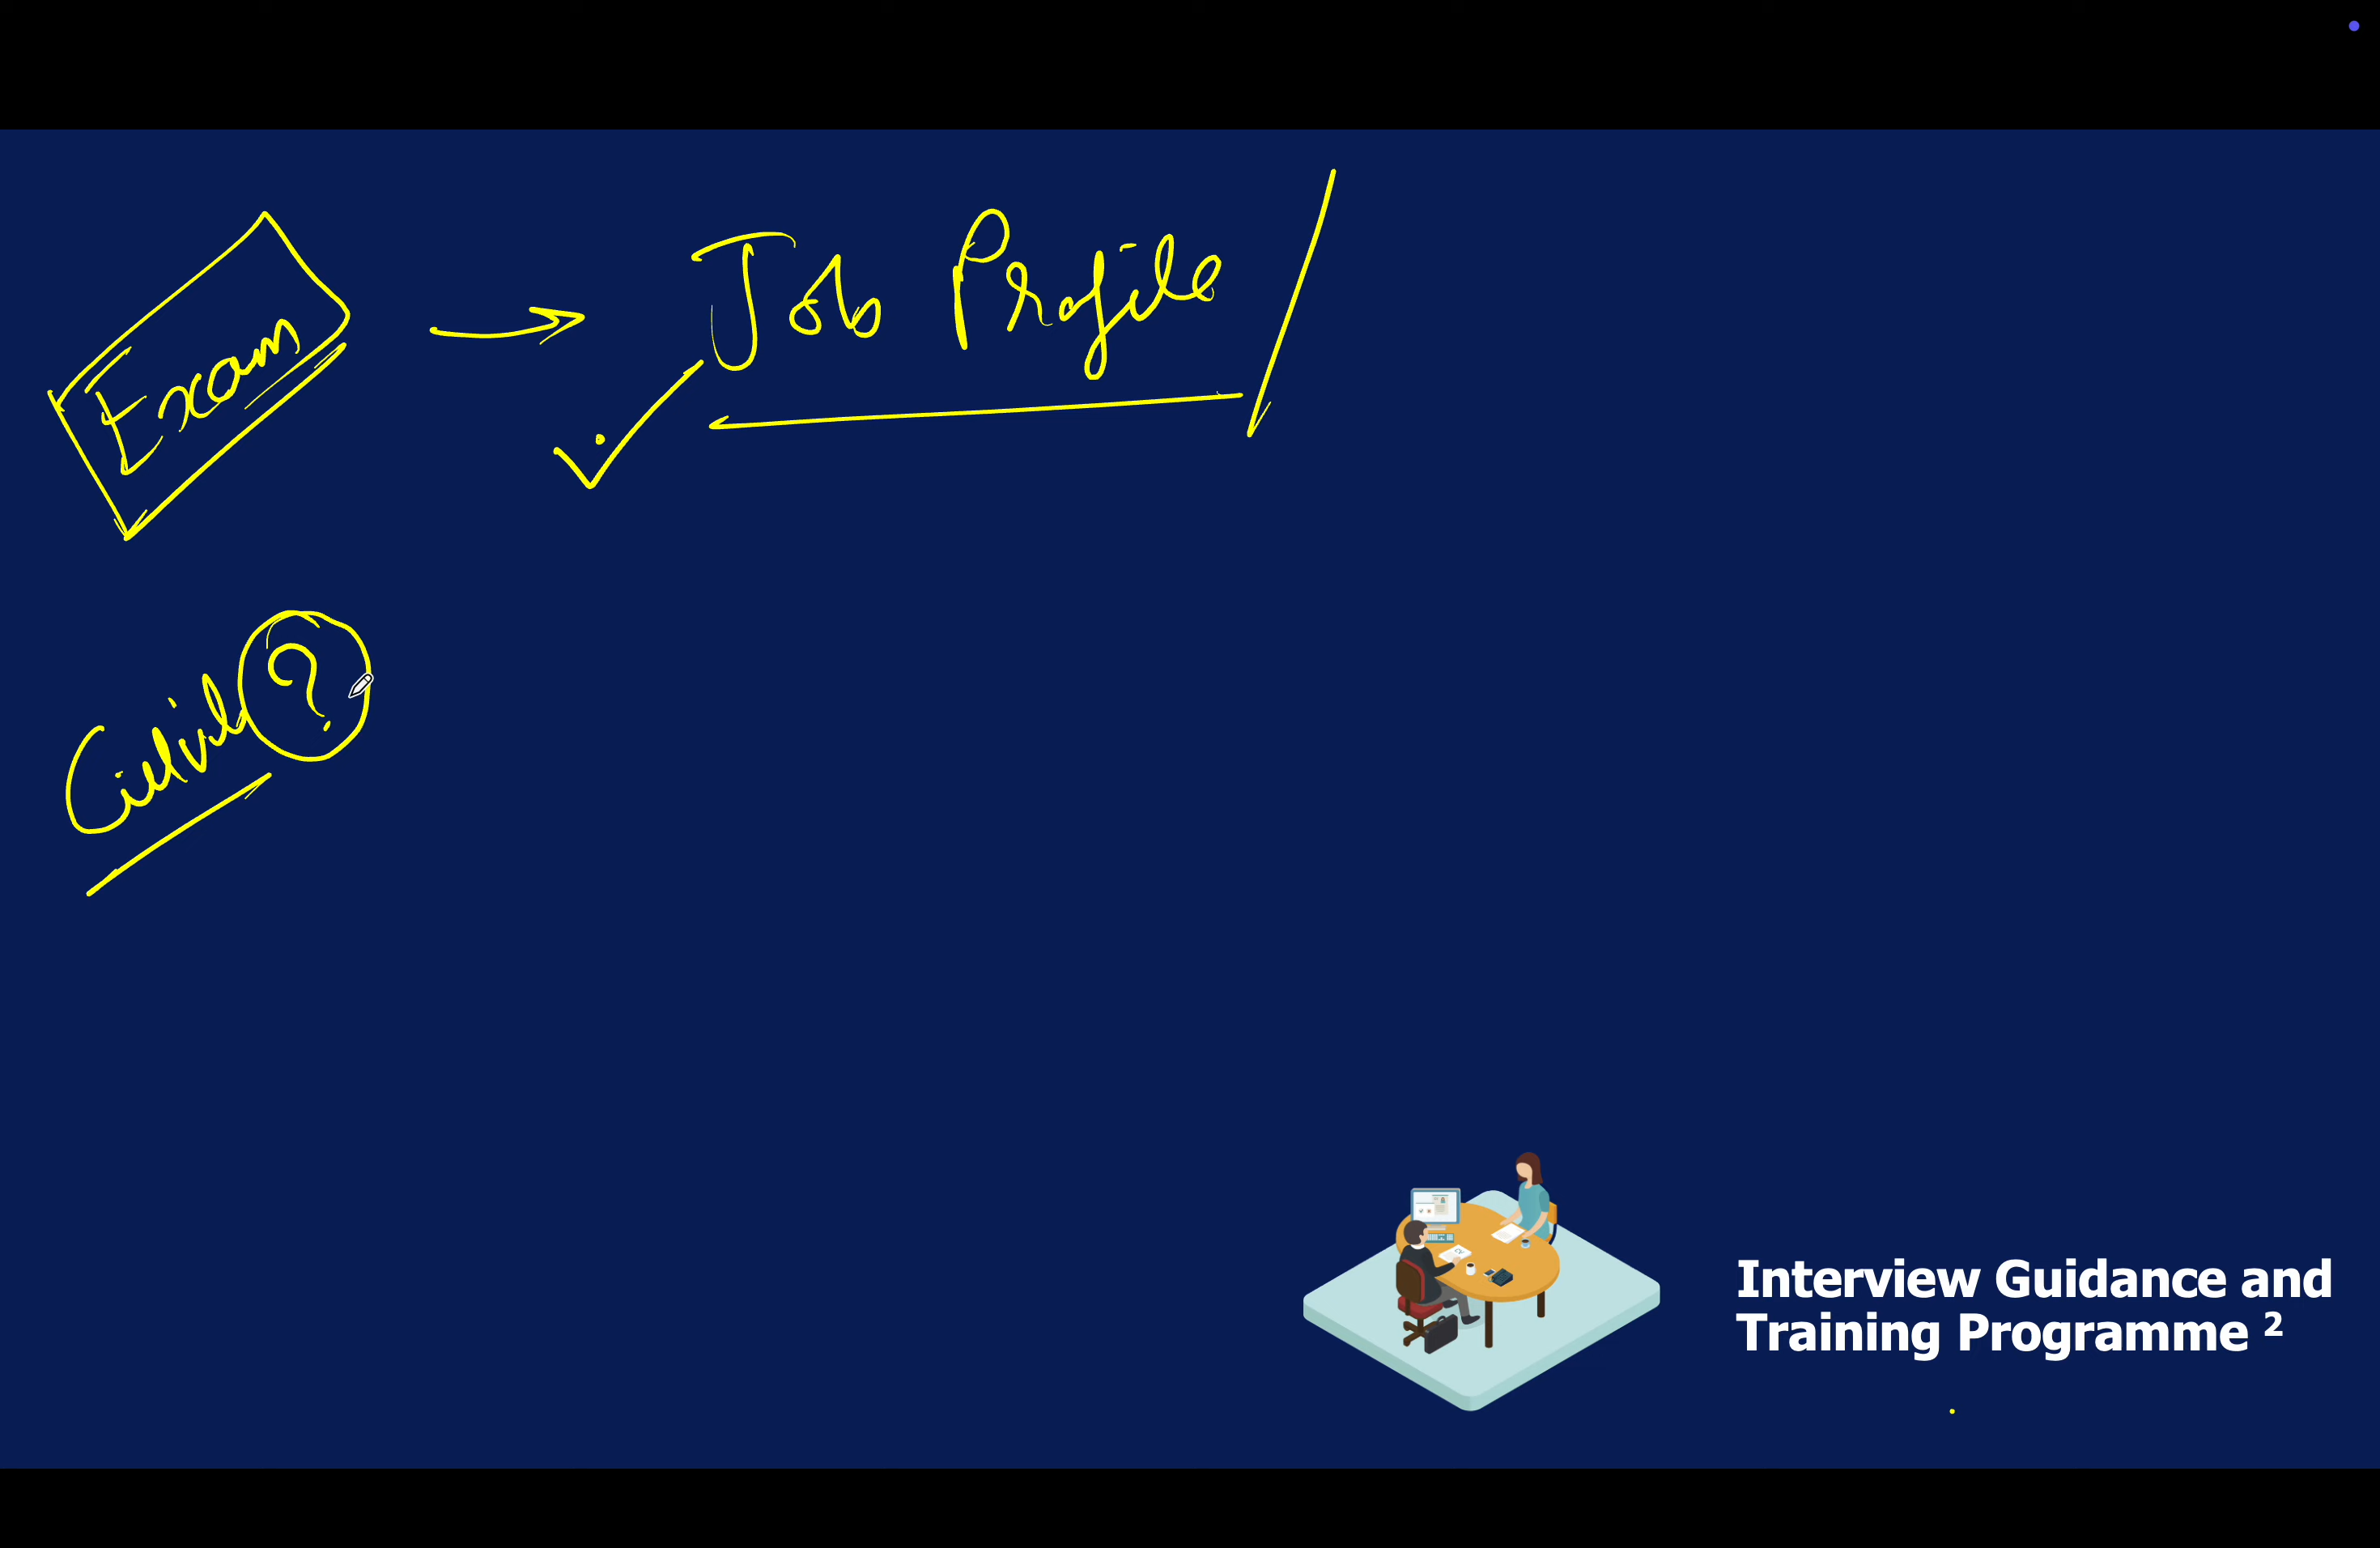 Exam → Job Profile
Civil ?
Interview Guidance and
Training Programme ²